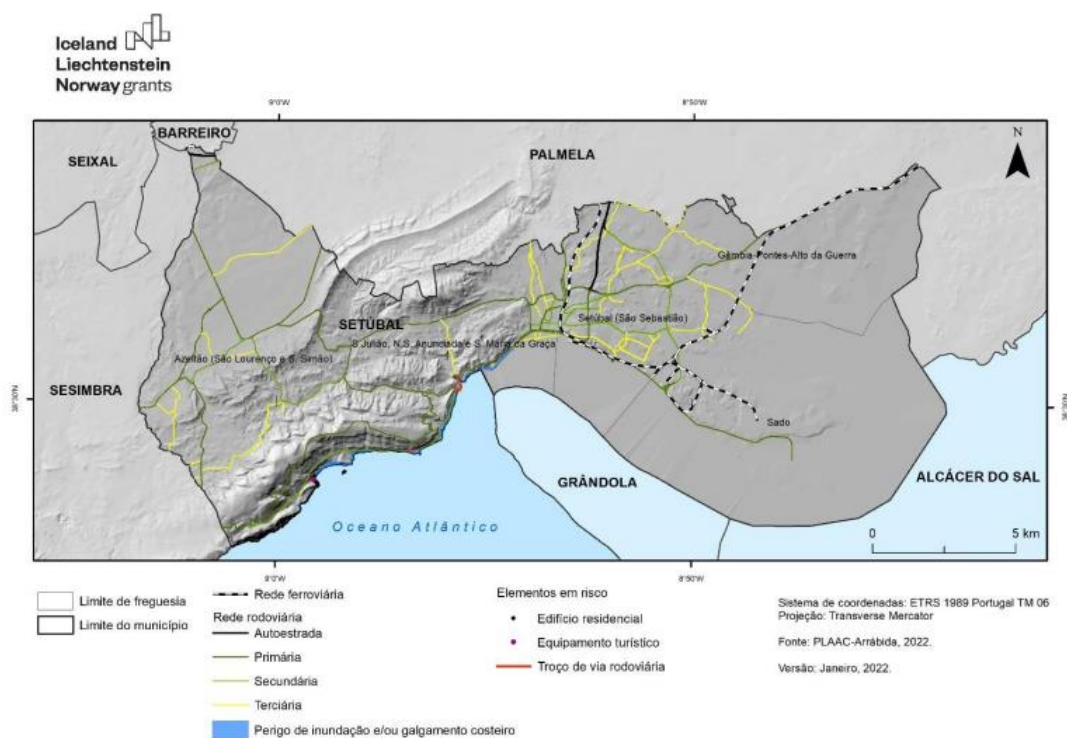 Iceland
Liechtenstein
Norway grants
9°0'W
8°50'W
BARREIRO
SEIXAL
PALMELA
N
Gâmbia-Pontes-Alto da Guerra
SETÚBAL
Setúbal (São Sebastião)
S.Julião, N.S. Anunciada e S. Maria da Graça
Azeitão (São Lourenço e S. Simão)
SESIMBRA
38°30'N
38°30'N
Sado
GRÂNDOLA
ALCÁCER DO SAL
Oceano Atlântico
0 5 km
9°0'W
8°50'W
Limite de freguesia
Limite do município
Rede ferroviária
Rede rodoviária
Autoestrada
Primária
Secundária
Terciária
Perigo de inundação e/ou galgamento costeiro
Elementos em risco
Edifício residencial
Equipamento turístico
Troço de via rodoviária
Sistema de coordenadas: ETRS 1989 Portugal TM 06
Projeção: Transverse Mercator
Fonte: PLAAC-Arrábida, 2022.
Versão: Janeiro, 2022.